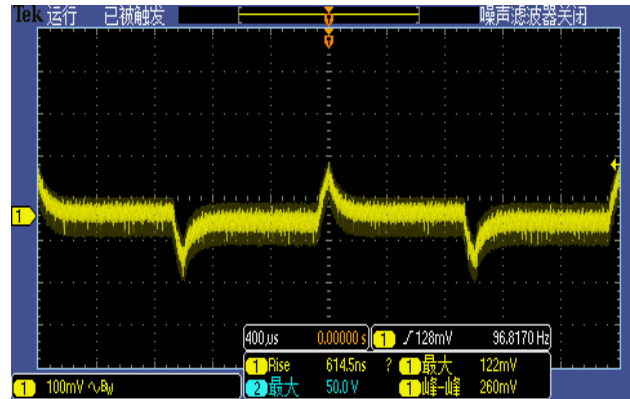 Tek 运行 已被触发 噪声滤波器关闭
1
400µs 0.00000 s 1 128mV 96.8170 Hz
1 Rise 614.5ns ? 1 最大 122mV
2 最大 50.0 V 1 峰-峰 260mV
1 100mV ∿BW